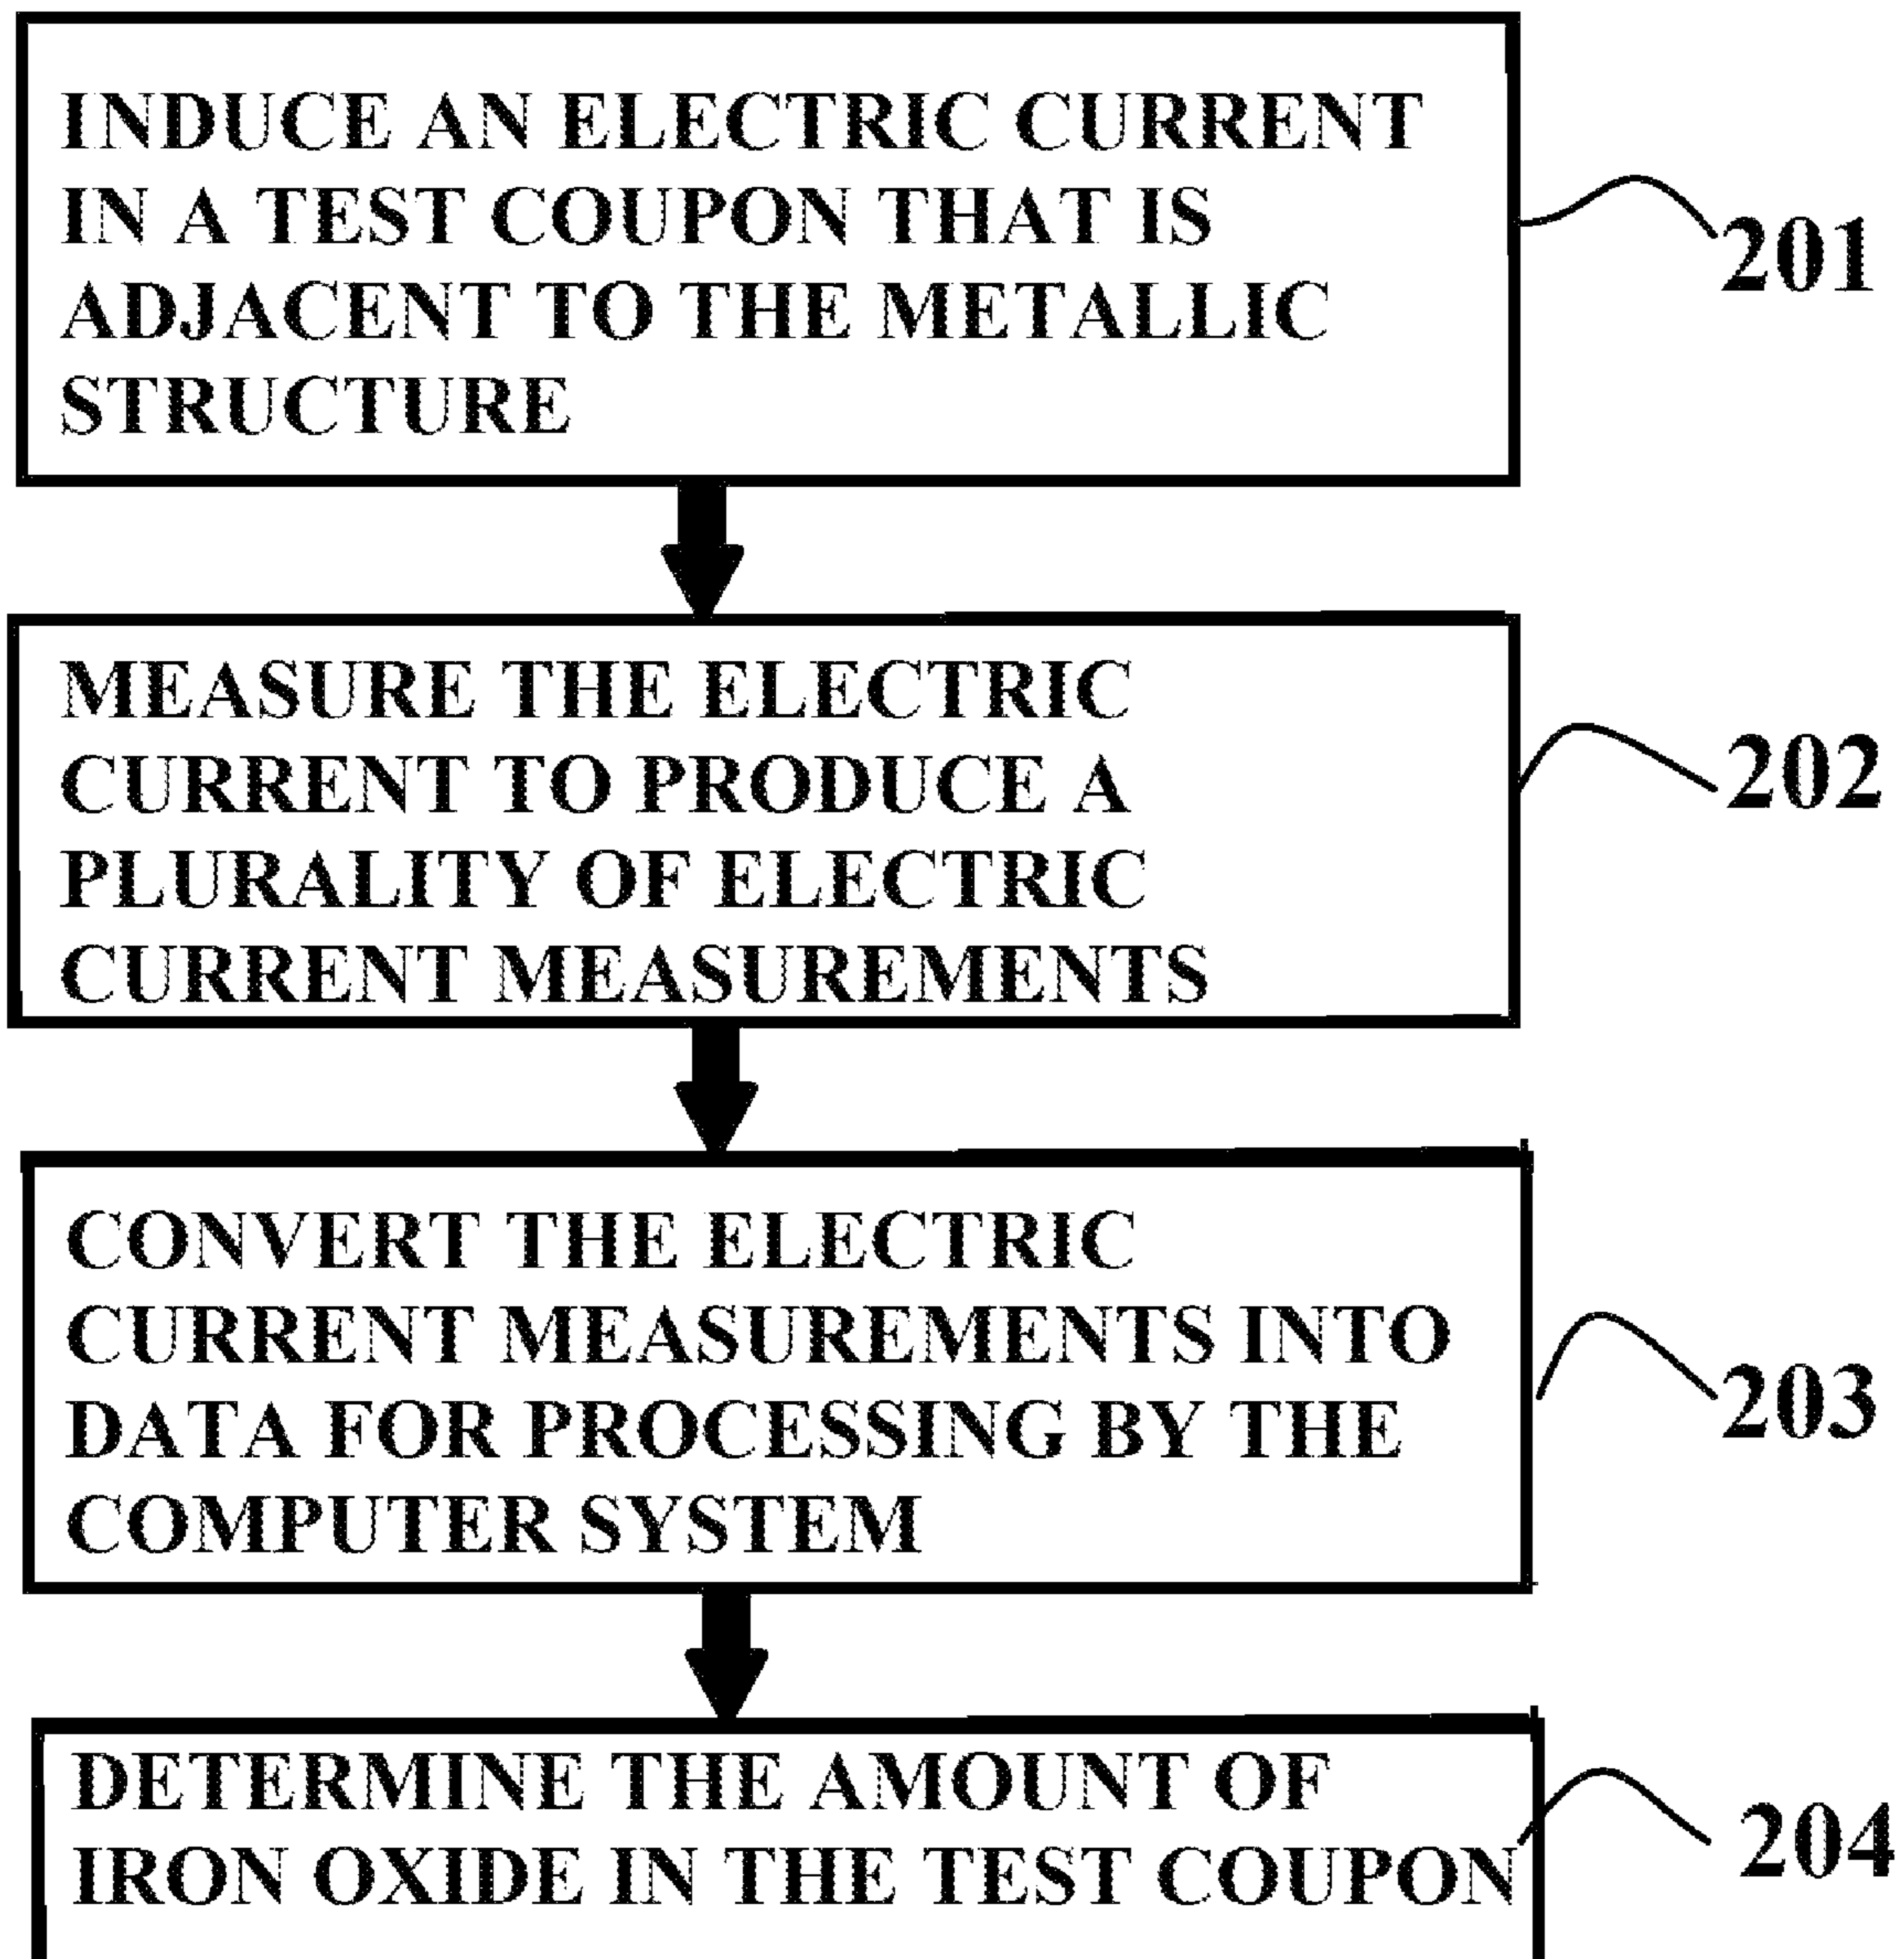 INDUCE AN ELECTRIC CURRENT
IN A TEST COUPON THAT IS
ADJACENT TO THE METALLIC
STRUCTURE
201
MEASURE THE ELECTRIC
CURRENT TO PRODUCE A
PLURALITY OF ELECTRIC
CURRENT MEASUREMENTS
202
CONVERT THE ELECTRIC
CURRENT MEASUREMENTS INTO
DATA FOR PROCESSING BY THE
COMPUTER SYSTEM
203
DETERMINE THE AMOUNT OF
IRON OXIDE IN THE TEST COUPON
204